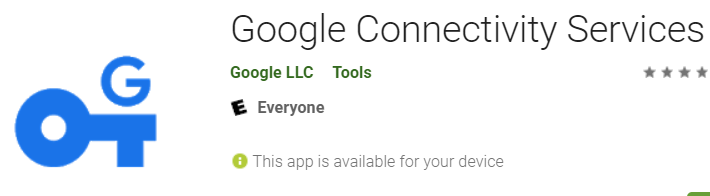 Google Connectivity Services
Google LLC Tools
E Everyone
This app is available for your device
G